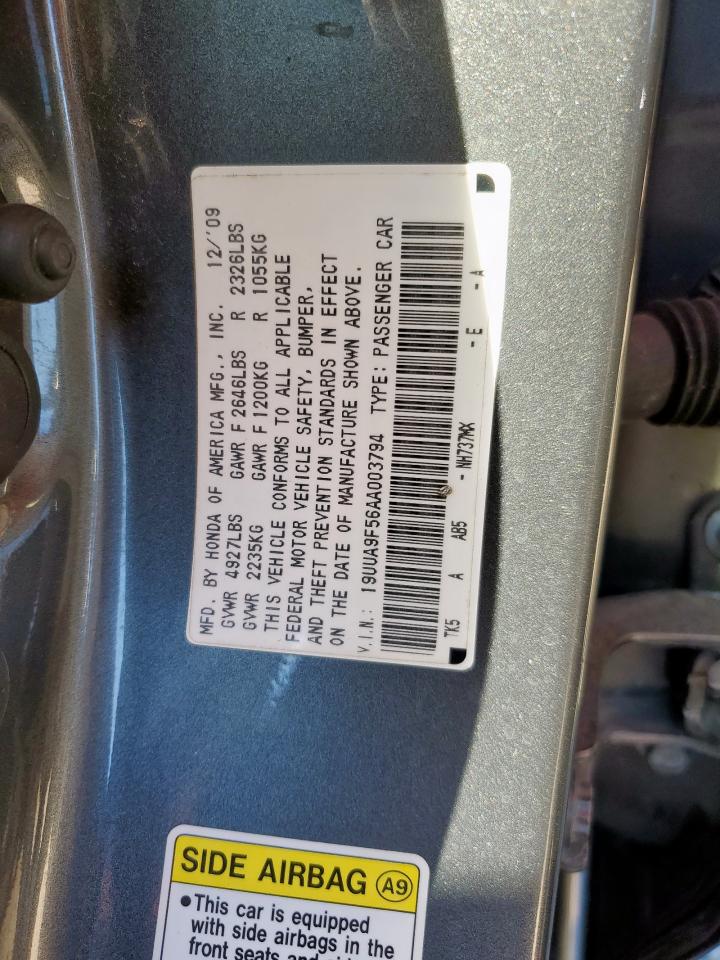 MFD. BY HONDA OF AMERICA MFG., INC. 12/'09
GVWR 4927LBS GAWR F 2646LBS R 2326LBS
GVWR 2235KG GAWR F 1200KG R 1055KG
THIS VEHICLE CONFORMS TO ALL APPLICABLE
FEDERAL MOTOR VEHICLE SAFETY, BUMPER,
AND THEFT PREVENTION STANDARDS IN EFFECT
ON THE DATE OF MANUFACTURE SHOWN ABOVE.
V.I.N.: 19UUA9F56AA003794 TYPE: PASSENGER CAR
TK5 A AB5 - NH737MX - E - A
SIDE AIRBAG A9
•This car is equipped
with side airbags in the
front seats and